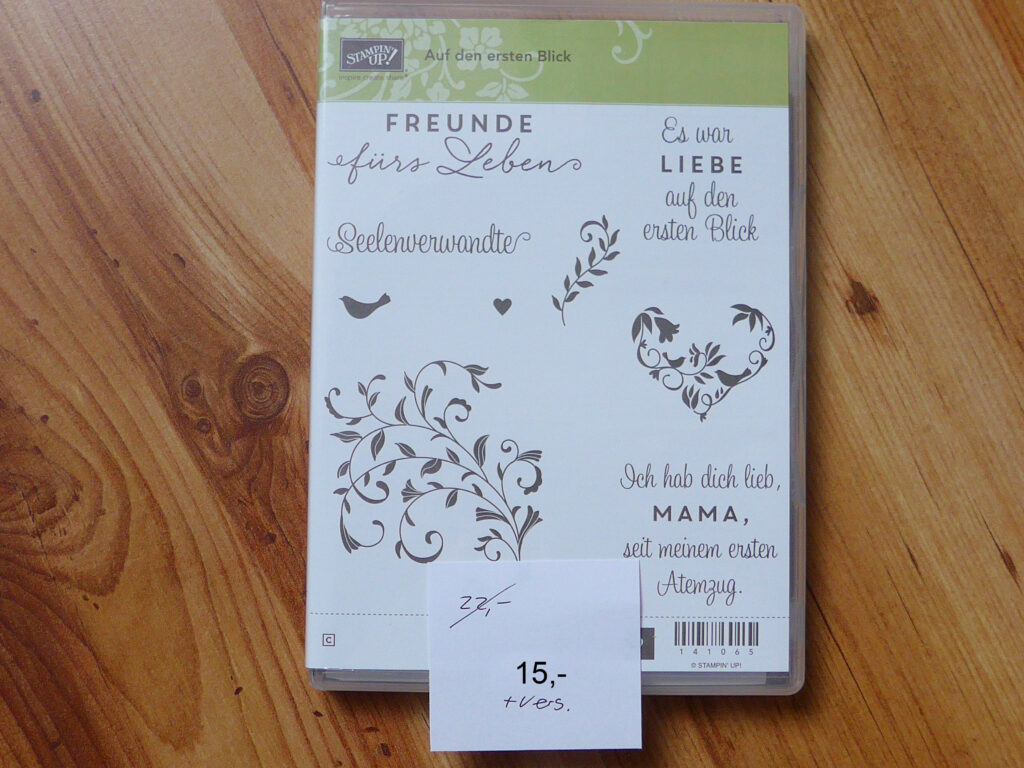 STAMPIN' UP!
inspire.create.share
Auf den ersten Blick
FREUNDE
fürs Leben
Es war
LIEBE
auf den
ersten Blick
Seelenverwandte
Ich hab dich lieb,
MAMA,
seit meinem ersten
Atemzug.
22,-
15,-
+Vers.
C
141065
© STAMPIN' UP!